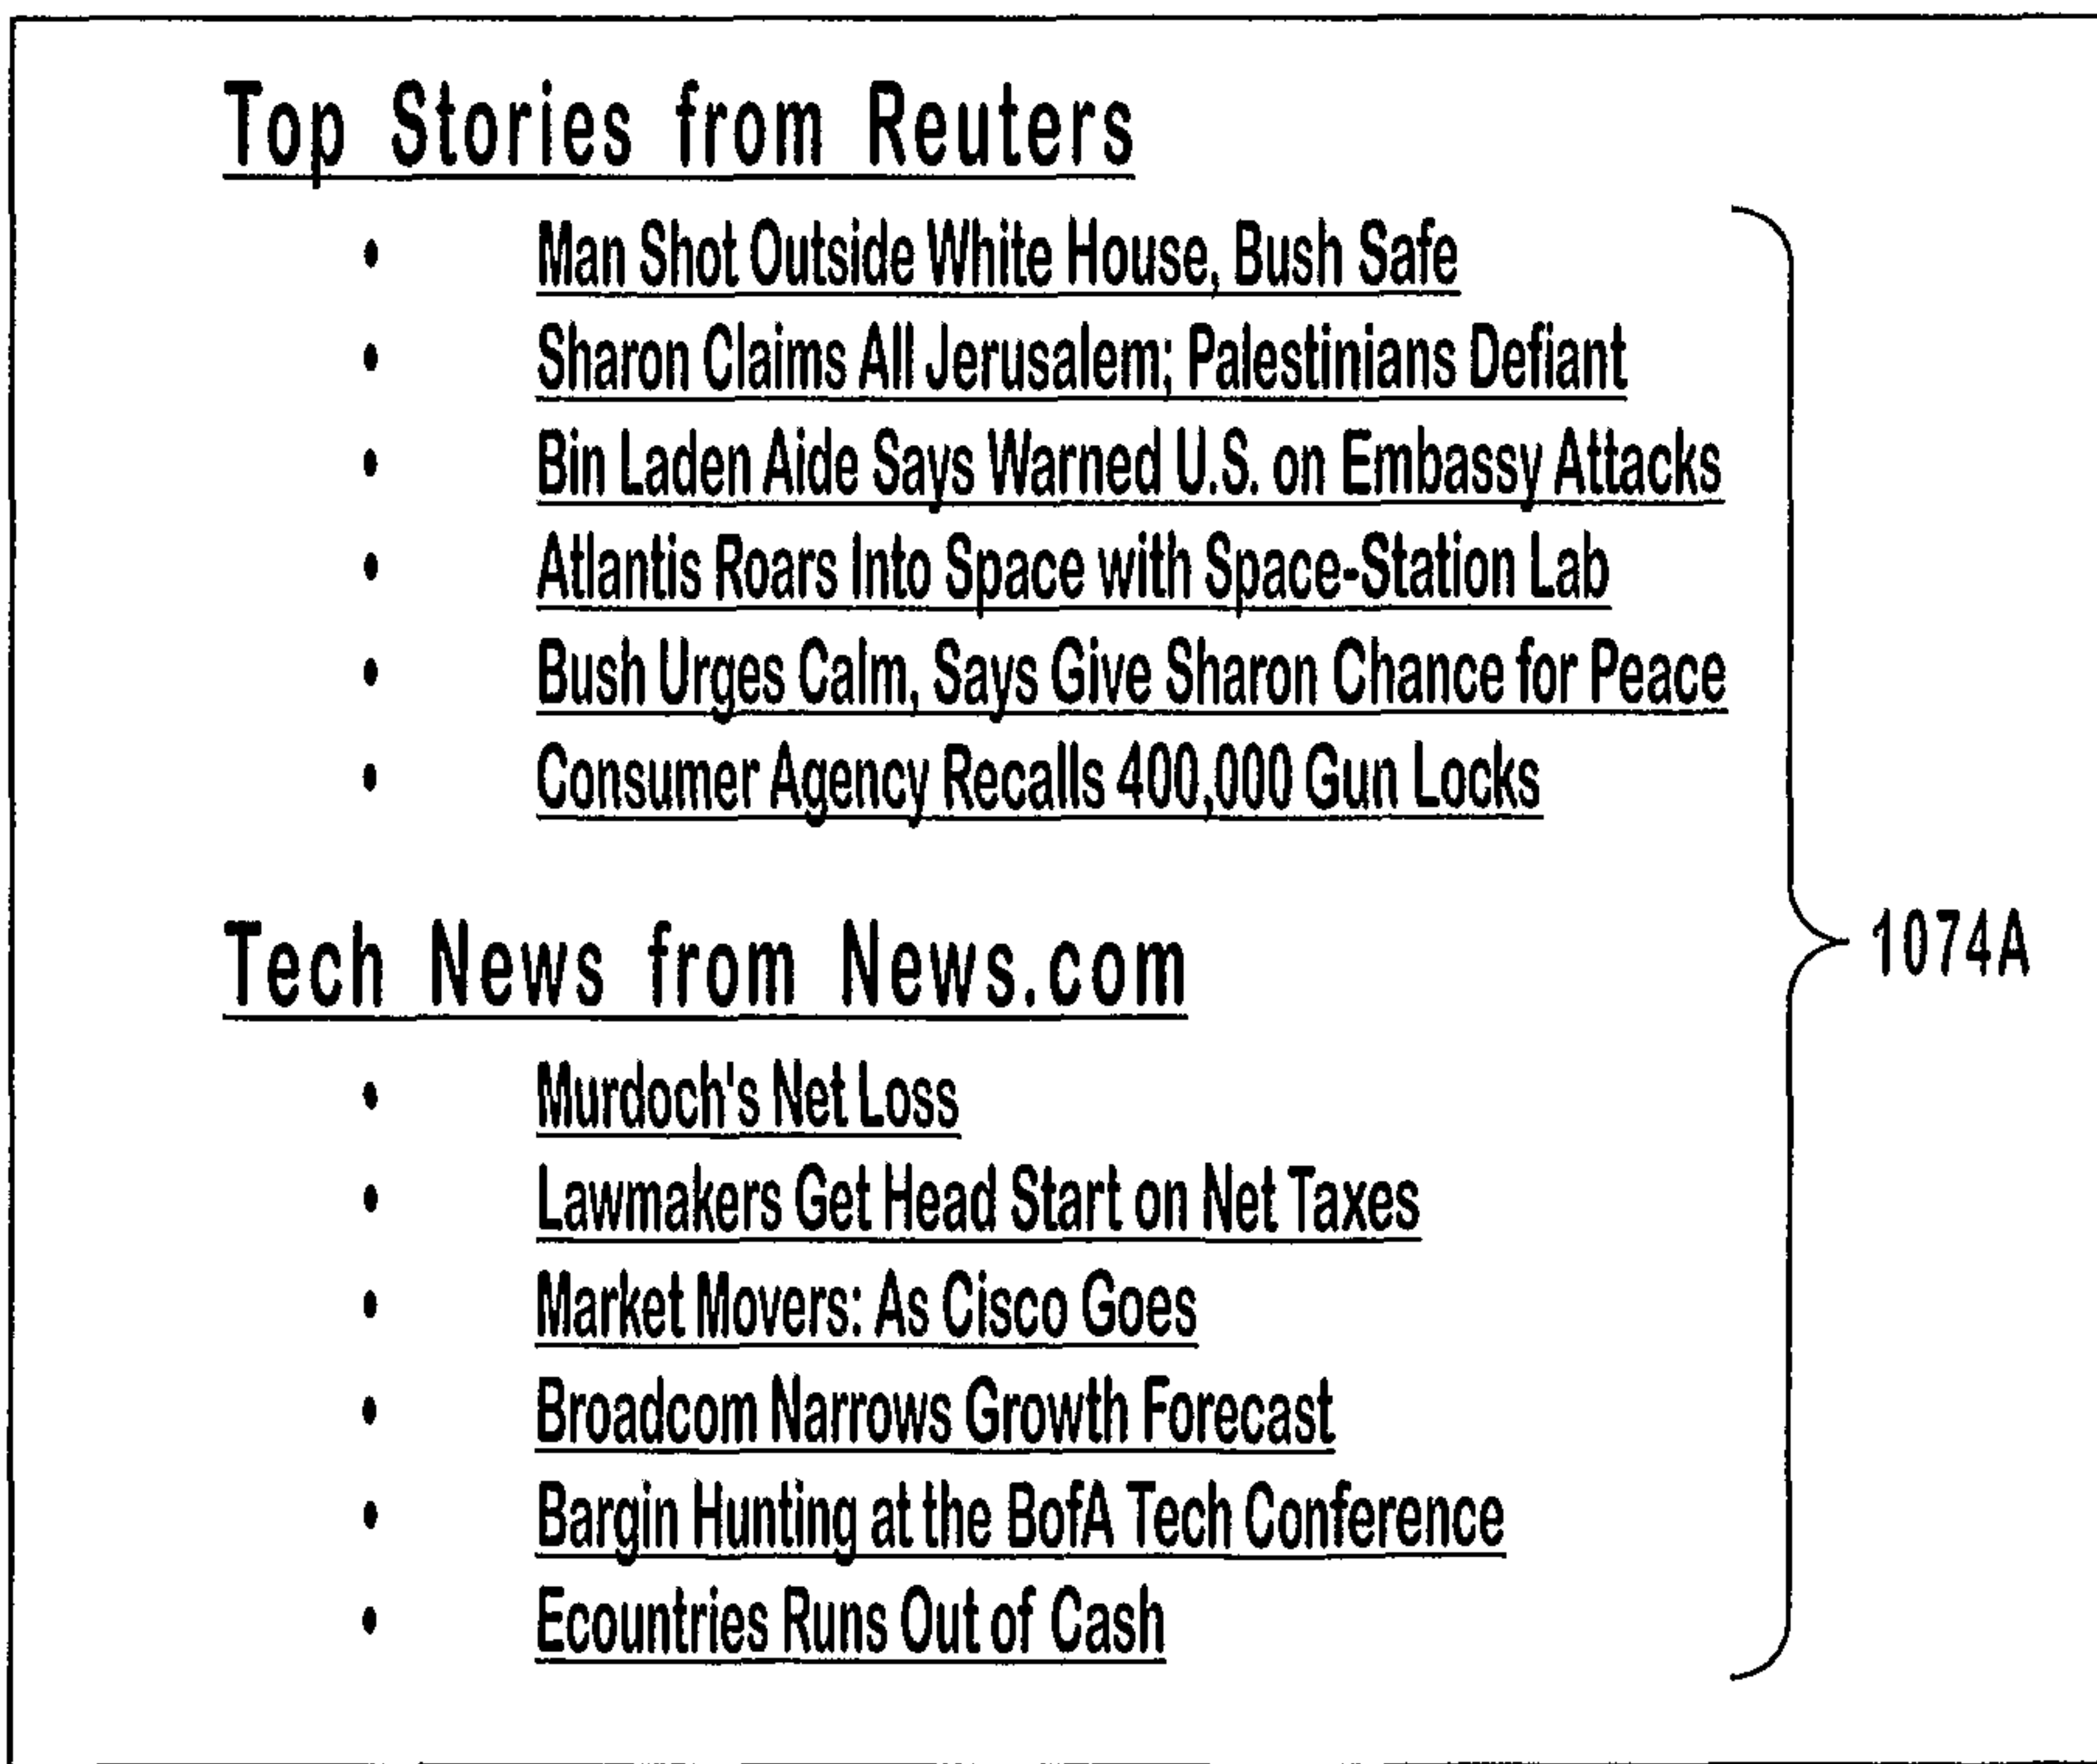 Top Stories from Reuters
• Man Shot Outside White House, Bush Safe
• Sharon Claims All Jerusalem; Palestinians Defiant
• Bin Laden Aide Says Warned U.S. on Embassy Attacks
• Atlantis Roars Into Space with Space-Station Lab
• Bush Urges Calm, Says Give Sharon Chance for Peace
• Consumer Agency Recalls 400,000 Gun Locks
1074A
Tech News from News.com
• Murdoch's Net Loss
• Lawmakers Get Head Start on Net Taxes
• Market Movers: As Cisco Goes
• Broadcom Narrows Growth Forecast
• Bargin Hunting at the BofA Tech Conference
• Ecountries Runs Out of Cash